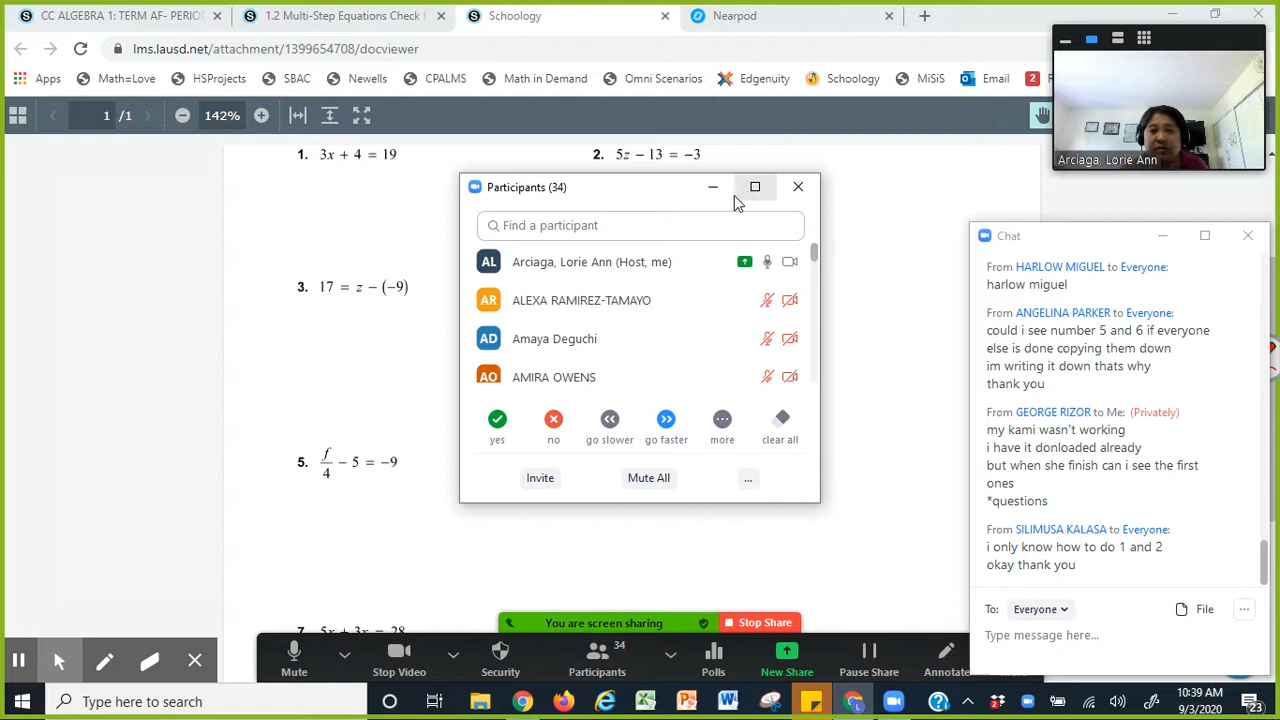 CC ALGEBRA 1: TERM AF- PERIO
1.2 Multi-Step Equations Check f
Schoology
Nearpod
lms.lausd.net/attachment/1399654708/docviewer
Apps
Math=Love
HSProjects
SBAC
Newells
CPALMS
Math in Demand
Omni Scenarios
Edgenuity
Schoology
MiSiS
Email
1 /1
142%
Arciaga, Lorie Ann
1. 3x + 4 = 19
2. 5z − 13 = −3
3. 17 = z − (−9)
5. f/4 − 5 = −9
7. 5x + 3x = 28
Participants (34)
Find a participant
AL Arciaga, Lorie Ann (Host, me)
AR ALEXA RAMIREZ-TAMAYO
AD Amaya Deguchi
AO AMIRA OWENS
yes no go slower go faster more clear all
Invite Mute All ...
Chat
From HARLOW MIGUEL to Everyone:
harlow miguel
From ANGELINA PARKER to Everyone:
could i see number 5 and 6 if everyone
else is done copying them down
im writing it down thats why
thank you
From GEORGE RIZOR to Me: (Privately)
my kami wasn't working
i have it donloaded already
but when she finish can i see the first
ones
*questions
From SILIMUSA KALASA to Everyone:
i only know how to do 1 and 2
okay thank you
To: Everyone File ...
Type message here...
You are screen sharing Stop Share
Mute Stop Video Security Participants 34 Polls New Share Pause Share Annotate
Type here to search
10:39 AM
9/3/2020
23